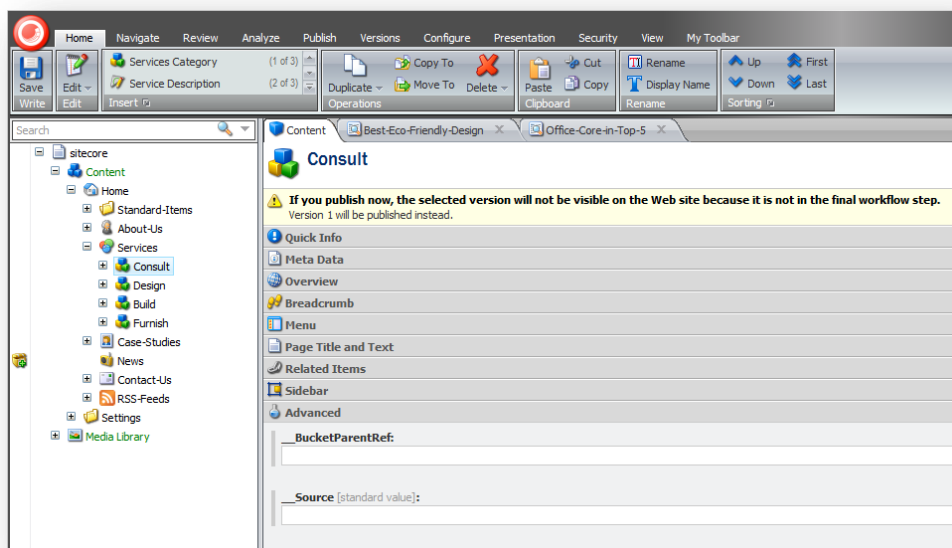 Home Navigate Review Analyze Publish Versions Configure Presentation Security View My Toolbar
Services Category (1 of 3) Copy To Cut Rename Up First
Save Edit Service Description (2 of 3) Duplicate Move To Delete Paste Copy Display Name Down Last
Write Edit Insert Operations Clipboard Rename Sorting
Search
Content Best-Eco-Friendly-Design X Office-Core-in-Top-5 X
sitecore
Content
Home
Standard-Items
About-Us
Services
Consult
Design
Build
Furnish
Case-Studies
News
Contact-Us
RSS-Feeds
Settings
Media Library
Consult
If you publish now, the selected version will not be visible on the Web site because it is not in the final workflow step.
Version 1 will be published instead.
Quick Info
Meta Data
Overview
Breadcrumb
Menu
Page Title and Text
Related Items
Sidebar
Advanced
__BucketParentRef:
__Source [standard value]: